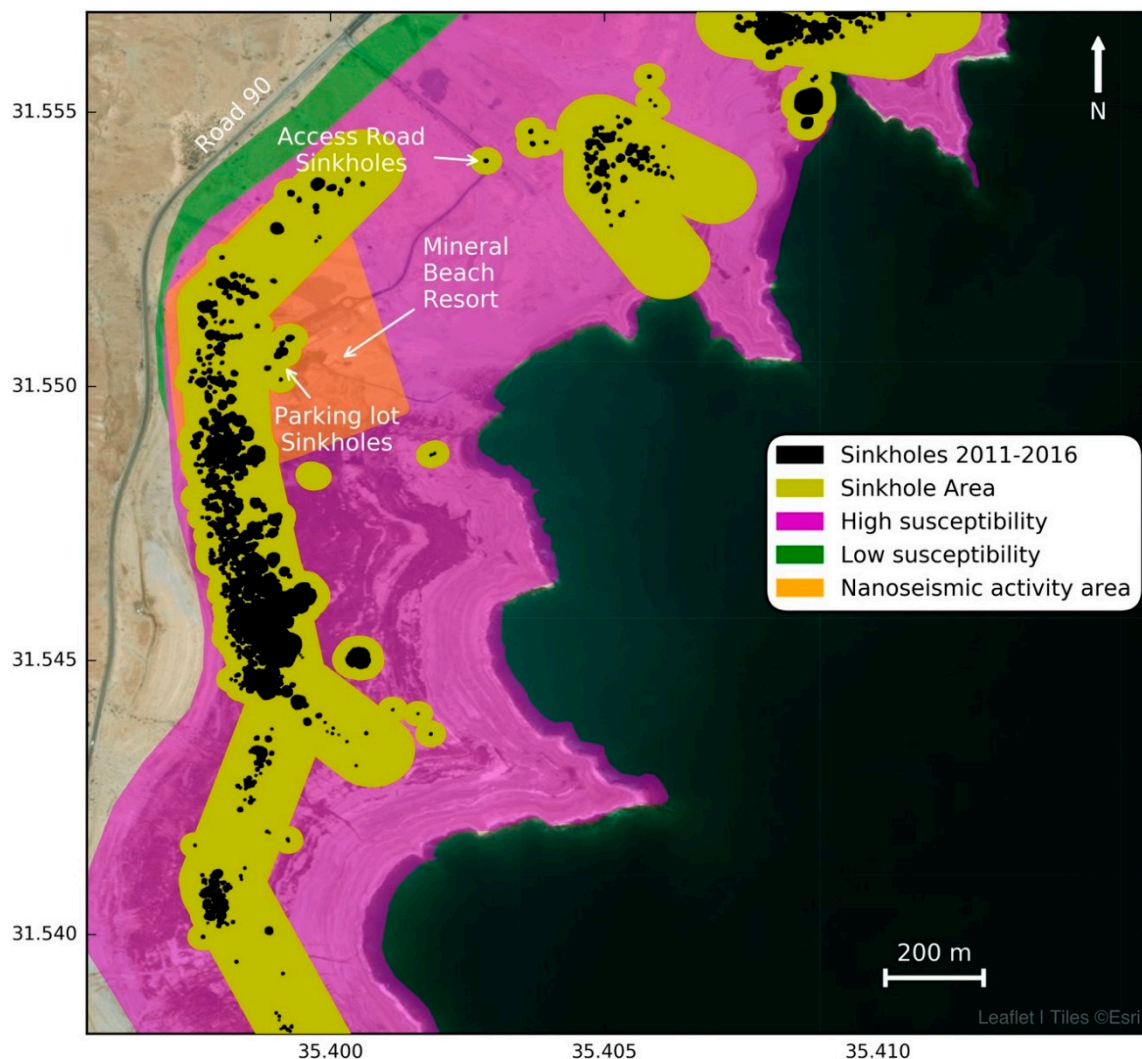 31.555
31.550
31.545
31.540
35.400
35.405
35.410
Road 90
Access Road
Sinkholes
Mineral
Beach
Resort
Parking lot
Sinkholes
N
Sinkholes 2011-2016
Sinkhole Area
High susceptibility
Low susceptibility
Nanoseismic activity area
200 m
Leaflet | Tiles ©Esri